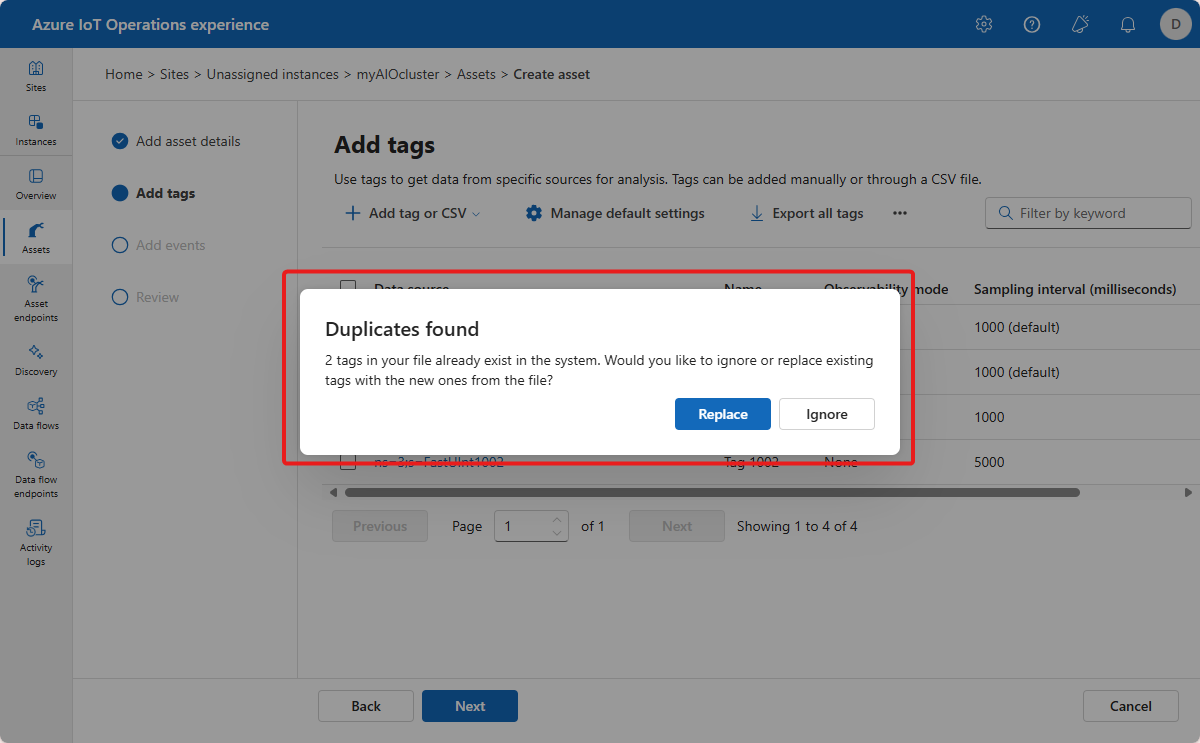 Azure IoT Operations experience
D
Home > Sites > Unassigned instances > myAIOcluster > Assets > Create asset
Sites
Instances
Overview
Assets
Asset
endpoints
Discovery
Data flows
Data flow
endpoints
Activity
logs
Add asset details
Add tags
Add events
Review
Add tags
Use tags to get data from specific sources for analysis. Tags can be added manually or through a CSV file.
Add tag or CSV
Manage default settings
Export all tags
Filter by keyword
Data source Name Observability mode Sampling interval (milliseconds)
1000 (default)
1000 (default)
1000
Duplicates found
2 tags in your file already exist in the system. Would you like to ignore or replace existing
tags with the new ones from the file?
Replace Ignore
ns=3;s=FastUInt1002 Tag 1002 None 5000
Previous Page 1 of 1 Next Showing 1 to 4 of 4
Back Next Cancel